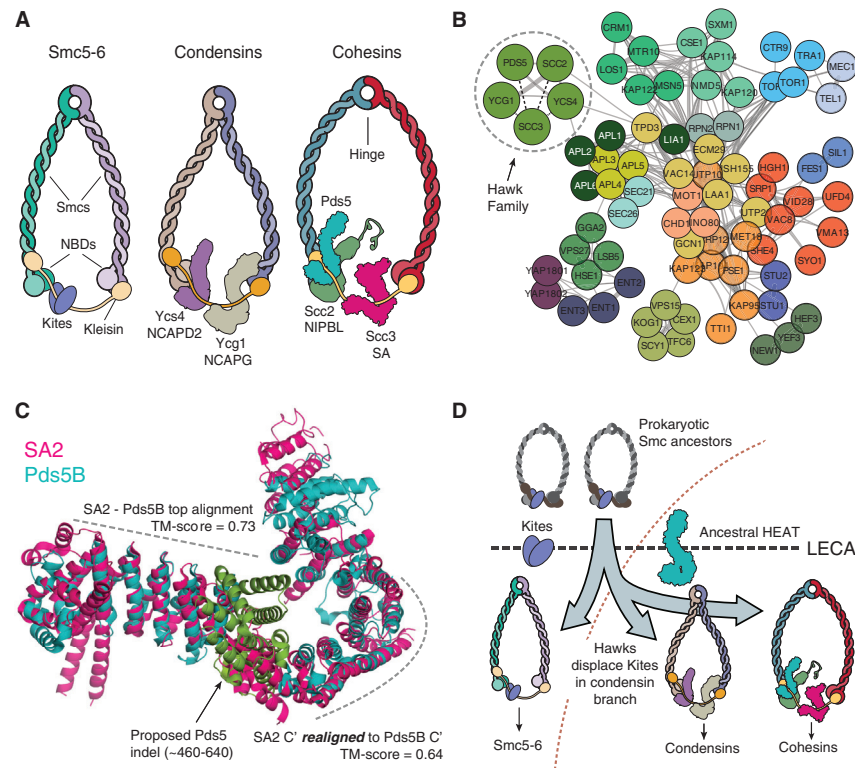 A
Smc5-6
Condensins
Cohesins
Hinge
Smcs
Pds5
NBDs
Kites
Kleisin
Ycs4
NCAPD2
Ycg1
NCAPG
Scc2
NIPBL
Scc3
SA
B
PDS5
SCC2
YCG1
YCS4
SCC3
Hawk
Family
CRM1
SXM1
MTR10
CSE1
KAP114
LOS1
KAP122
MSN5
NMD5
KAP120
CTR9
TRA1
TOR1
MEC1
TEL1
TPD3
LIA1
RPN2
RPN1
APL1
APL2
APL3
APL5
APL4
ECM29
VAC14
UTP10
SH155
SIL1
FES1
SEC21
SEC26
MOT1
LAA1
SRP1
HGH1
VID28
UFD4
UTP2
VAC8
VMA13
CHD1
INO80
GCN1
MET18
SHE4
SYO1
GGA2
VPS27
LSB5
HSE1
YAP1801
YAP1802
ENT2
ENT3
ENT1
KAP123
PSE1
STU2
KAP95
STU1
VPS15
KOG1
CEX1
SCY1
TFC6
TTI1
HEF3
YEF3
NEW1
C
SA2
Pds5B
SA2 - Pds5B top alignment
TM-score = 0.73
Proposed Pds5
indel (~460-640)
SA2 C' realigned to Pds5B C'
TM-score = 0.64
D
Prokaryotic
Smc ancestors
Kites
Ancestral HEAT
LECA
Hawks
displace Kites
in condensin
branch
Smc5-6
Condensins
Cohesins